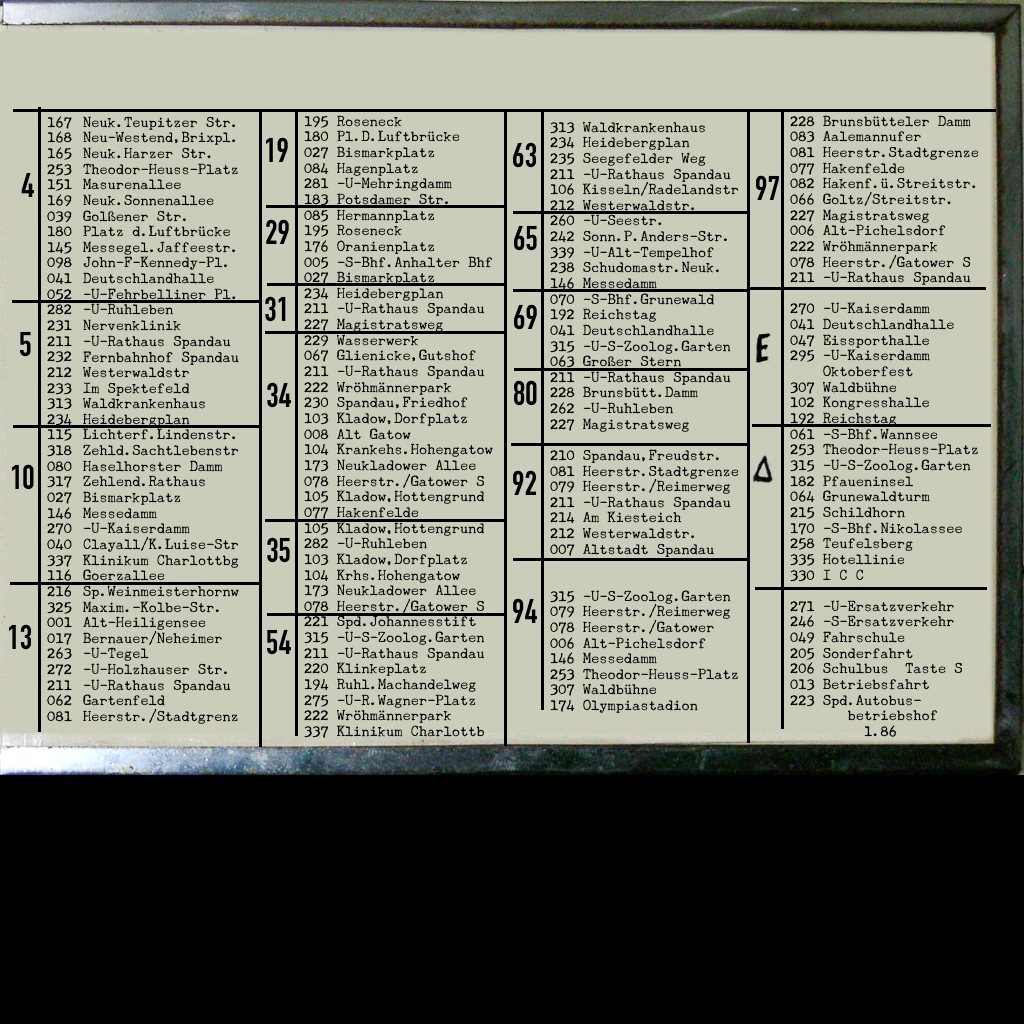 4
167 Neuk.Teupitzer Str.
168 Neu-Westend,Brixpl.
165 Neuk.Harzer Str.
253 Theodor-Heuss-Platz
151 Masurenallee
169 Neuk.Sonnenallee
039 Golßener Str.
180 Platz d.Luftbrücke
145 Messegel.Jaffeestr.
098 John-F-Kennedy-Pl.
041 Deutschlandhalle
052 -U-Fehrbelliner Pl.
5
282 -U-Ruhleben
231 Nervenklinik
211 -U-Rathaus Spandau
232 Fernbahnhof Spandau
212 Westerwaldstr
233 Im Spektefeld
313 Waldkrankenhaus
234 Heidebergplan
10
115 Lichterf.Lindenstr.
318 Zehld.Sachtlebenstr
080 Haselhorster Damm
317 Zehlend.Rathaus
027 Bismarkplatz
146 Messedamm
270 -U-Kaiserdamm
040 Clayall/K.Luise-Str
337 Klinikum Charlottbg
116 Goerzallee
13
216 Sp.Weinmeisterhornw
325 Maxim.-Kolbe-Str.
001 Alt-Heiligensee
017 Bernauer/Neheimer
263 -U-Tegel
272 -U-Holzhauser Str.
211 -U-Rathaus Spandau
062 Gartenfeld
081 Heerstr./Stadtgrenz
19
195 Roseneck
180 Pl.D.Luftbrücke
027 Bismarkplatz
084 Hagenplatz
281 -U-Mehringdamm
183 Potsdamer Str.
29
085 Hermannplatz
195 Roseneck
176 Oranienplatz
005 -S-Bhf.Anhalter Bhf
027 Bismarkplatz
31
234 Heidebergplan
211 -U-Rathaus Spandau
227 Magistratsweg
34
229 Wasserwerk
067 Glienicke,Gutshof
211 -U-Rathaus Spandau
222 Wröhmännerpark
230 Spandau,Friedhof
103 Kladow,Dorfplatz
008 Alt Gatow
104 Krankehs.Hohengatow
173 Neukladower Allee
078 Heerstr./Gatower S
105 Kladow,Hottengrund
077 Hakenfelde
35
105 Kladow,Hottengrund
282 -U-Ruhleben
103 Kladow,Dorfplatz
104 Krhs.Hohengatow
173 Neukladower Allee
078 Heerstr./Gatower S
54
221 Spd.Johannesstift
315 -U-S-Zoolog.Garten
211 -U-Rathaus Spandau
220 Klinkeplatz
194 Ruhl.Machandelweg
275 -U-R.Wagner-Platz
222 Wröhmännerpark
337 Klinikum Charlottb
63
313 Waldkrankenhaus
234 Heidebergplan
235 Seegefelder Weg
211 -U-Rathaus Spandau
106 Kisseln/Radelandstr
212 Westerwaldstr.
65
260 -U-Seestr.
242 Sonn.P.Anders-Str.
339 -U-Alt-Tempelhof
238 Schudomastr.Neuk.
146 Messedamm
69
070 -S-Bhf.Grunewald
192 Reichstag
041 Deutschlandhalle
315 -U-S-Zoolog.Garten
063 Großer Stern
80
211 -U-Rathaus Spandau
228 Brunsbütt.Damm
262 -U-Ruhleben
227 Magistratsweg
92
210 Spandau,Freudstr.
081 Heerstr.Stadtgrenze
079 Heerstr./Reimerweg
211 -U-Rathaus Spandau
214 Am Kiesteich
212 Westerwaldstr.
007 Altstadt Spandau
94
315 -U-S-Zoolog.Garten
079 Heerstr./Reimerweg
078 Heerstr./Gatower
006 Alt-Pichelsdorf
146 Messedamm
253 Theodor-Heuss-Platz
307 Waldbühne
174 Olympiastadion
97
228 Brunsbütteler Damm
083 Aalemannufer
081 Heerstr.Stadtgrenze
077 Hakenfelde
082 Hakenf.ü.Streitstr.
066 Goltz/Streitstr.
227 Magistratsweg
006 Alt-Pichelsdorf
222 Wröhmännerpark
078 Heerstr./Gatower S
211 -U-Rathaus Spandau
E
270 -U-Kaiserdamm
041 Deutschlandhalle
047 Eissporthalle
295 -U-Kaiserdamm
Oktoberfest
307 Waldbühne
102 Kongresshalle
192 Reichstag
Δ
061 -S-Bhf.Wannsee
253 Theodor-Heuss-Platz
315 -U-S-Zoolog.Garten
182 Pfaueninsel
064 Grunewaldturm
215 Schildhorn
170 -S-Bhf.Nikolassee
258 Teufelsberg
335 Hotellinie
330 I C C
271 -U-Ersatzverkehr
246 -S-Ersatzverkehr
049 Fahrschule
205 Sonderfahrt
206 Schulbus Taste S
013 Betriebsfahrt
223 Spd.Autobus-
betriebshof
1.86